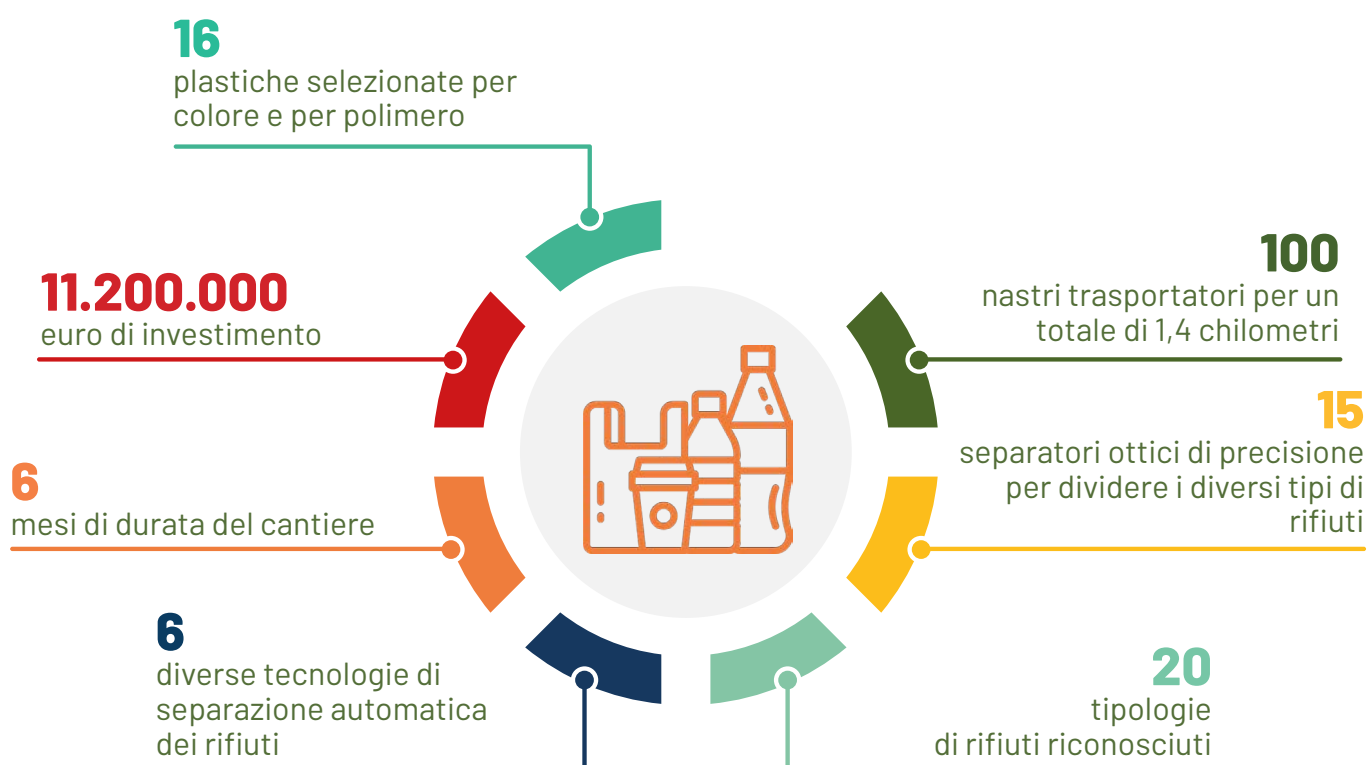 16
plastiche selezionate per
colore e per polimero
11.200.000
euro di investimento
6
mesi di durata del cantiere
6
diverse tecnologie di
separazione automatica
dei rifiuti
100
nastri trasportatori per un
totale di 1,4 chilometri
15
separatori ottici di precisione
per dividere i diversi tipi di
rifiuti
20
tipologie
di rifiuti riconosciuti